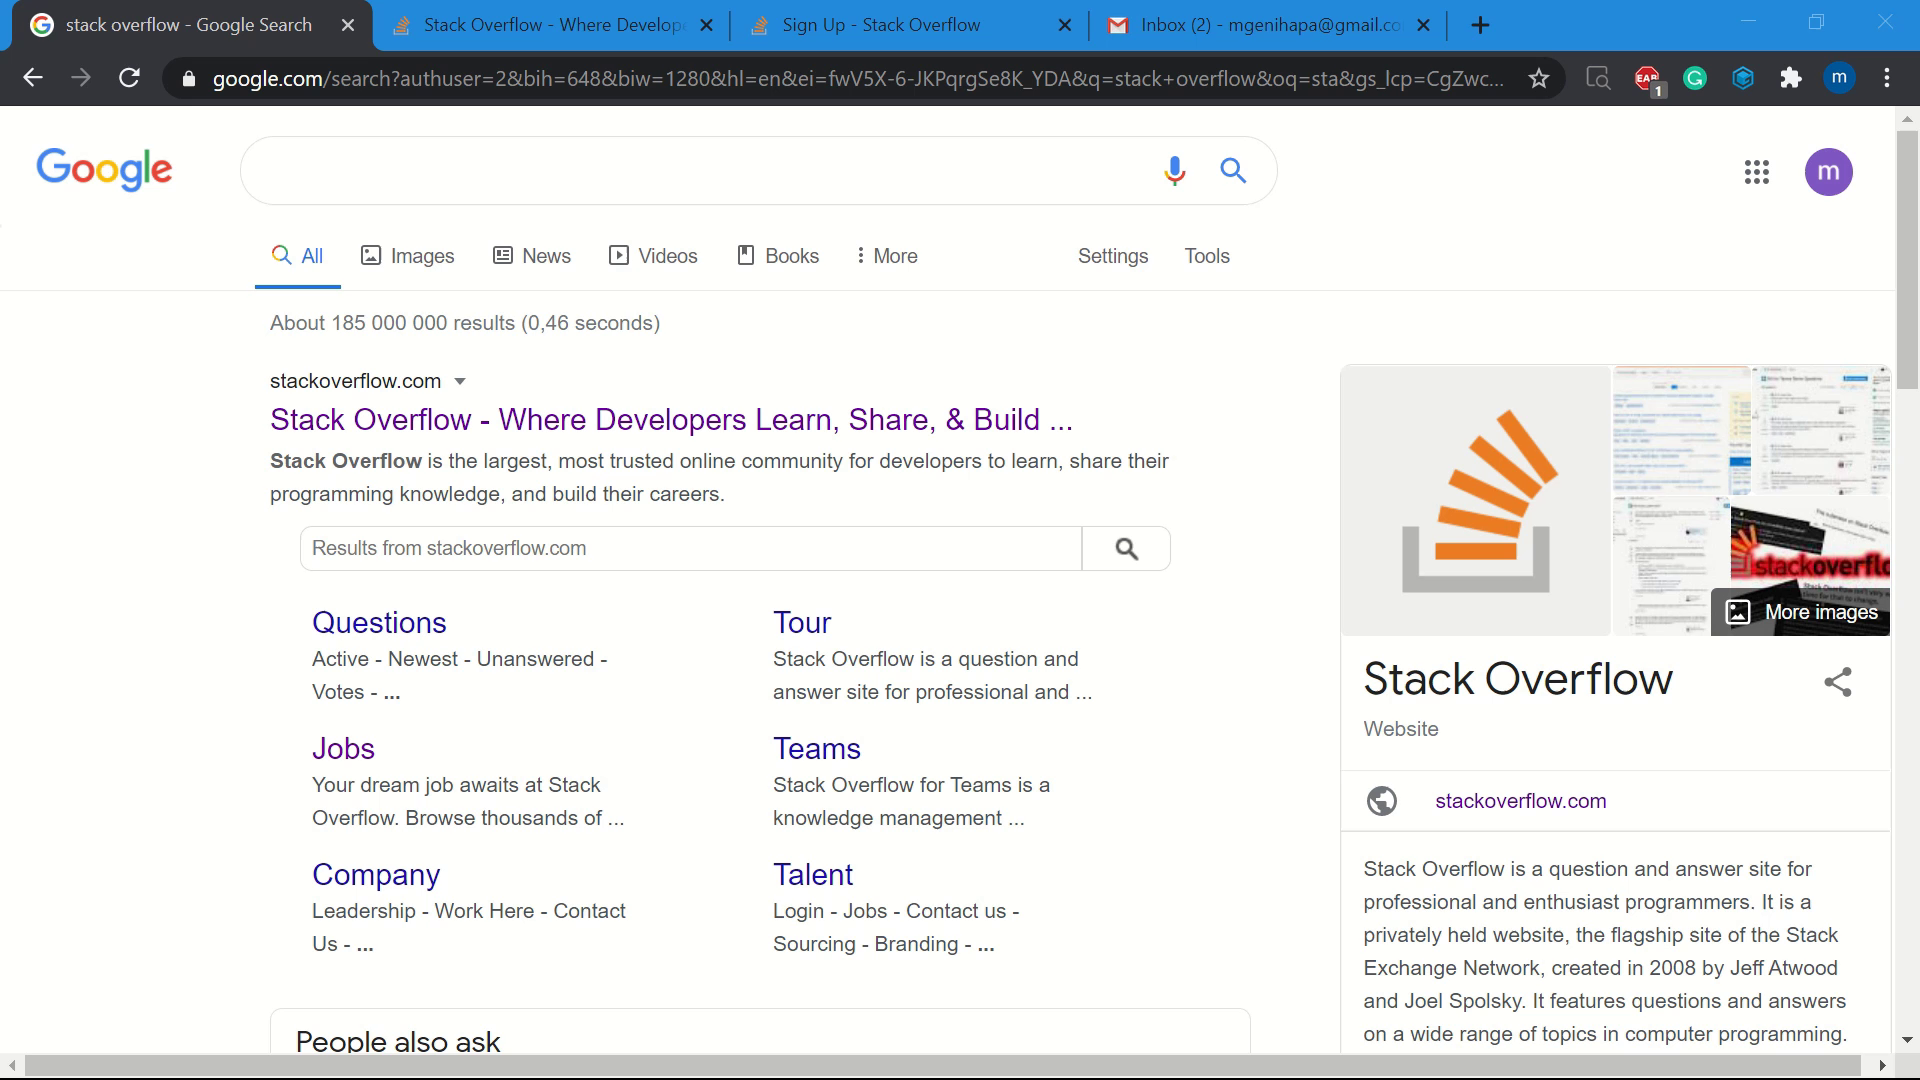 stack overflow - Google Search
Stack Overflow - Where Develope
Sign Up - Stack Overflow
Inbox (2) - mgenihapa@gmail.co
google.com/search?authuser=2&bih=648&biw=1280&hl=en&ei=fwV5X-6-JKPqrgSe8K_YDA&q=stack+overflow&oq=sta&gs_lcp=CgZwc...
EAB
1
m
Google
m
All
Images
News
Videos
Books
More
Settings
Tools
About 185 000 000 results (0,46 seconds)
stackoverflow.com
Stack Overflow - Where Developers Learn, Share, & Build ...
Stack Overflow is the largest, most trusted online community for developers to learn, share their
programming knowledge, and build their careers.
Results from stackoverflow.com
Questions
Active - Newest - Unanswered -
Votes - ...
Tour
Stack Overflow is a question and
answer site for professional and ...
Jobs
Your dream job awaits at Stack
Overflow. Browse thousands of ...
Teams
Stack Overflow for Teams is a
knowledge management ...
Company
Leadership - Work Here - Contact
Us - ...
Talent
Login - Jobs - Contact us -
Sourcing - Branding - ...
People also ask
stackoverflo
More images
Stack Overflow
Website
stackoverflow.com
Stack Overflow is a question and answer site for
professional and enthusiast programmers. It is a
privately held website, the flagship site of the Stack
Exchange Network, created in 2008 by Jeff Atwood
and Joel Spolsky. It features questions and answers
on a wide range of topics in computer programming.